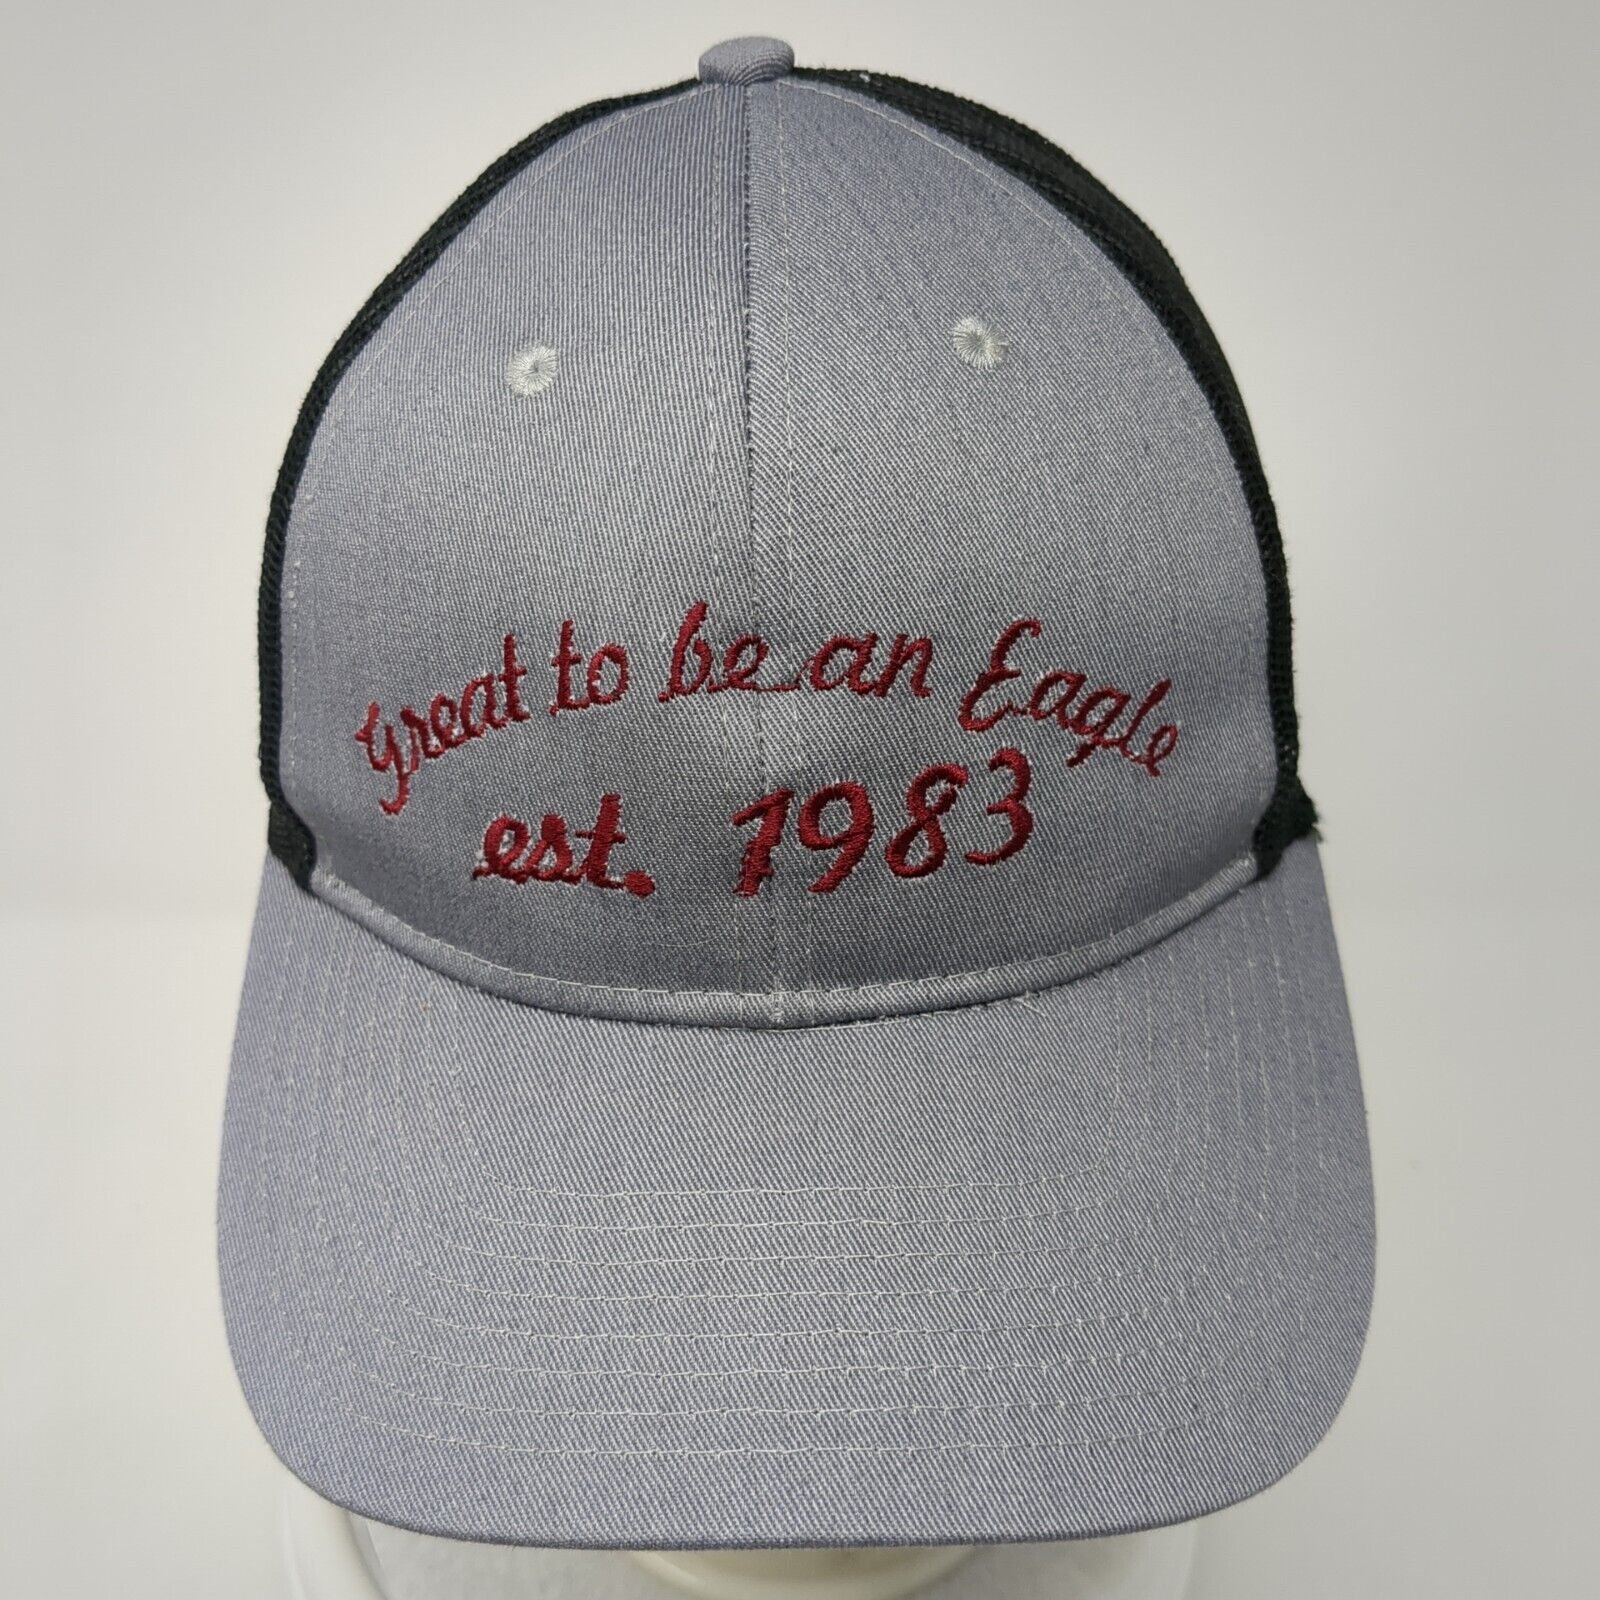 Great to be an Eagle
est. 1983